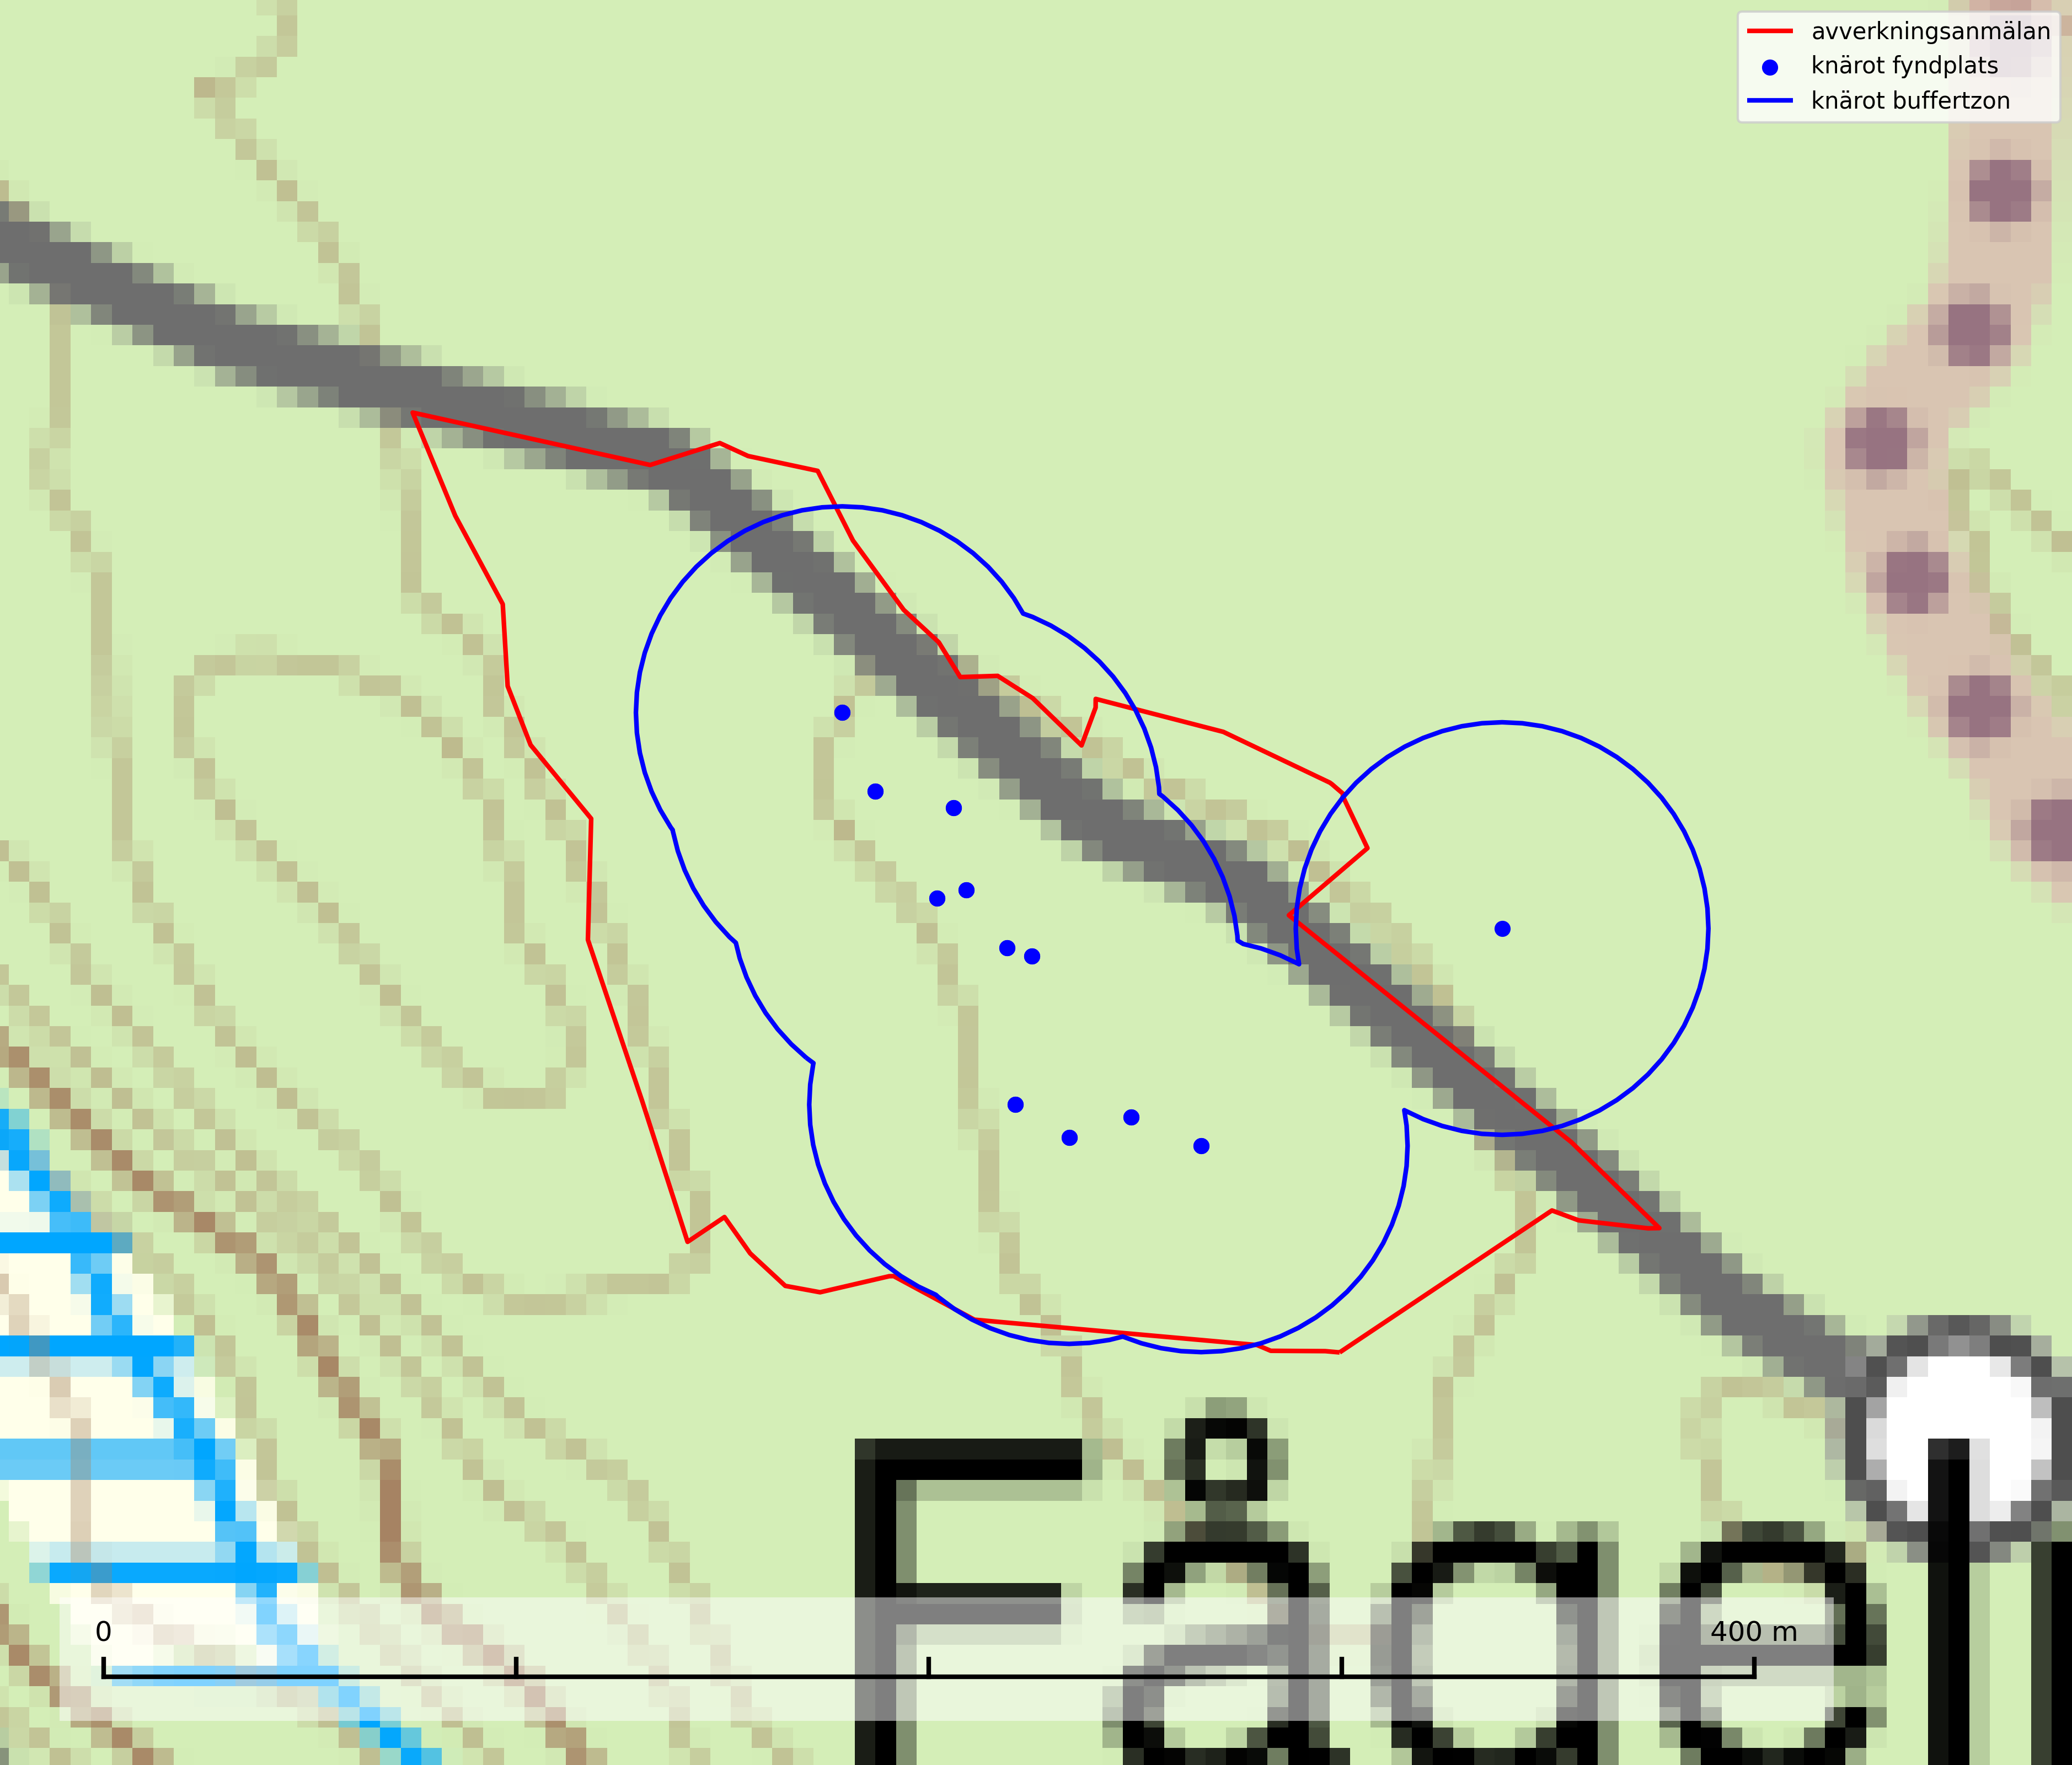 avverkningsanmälan
knärot fyndplats
knärot buffertzon
0
400 m